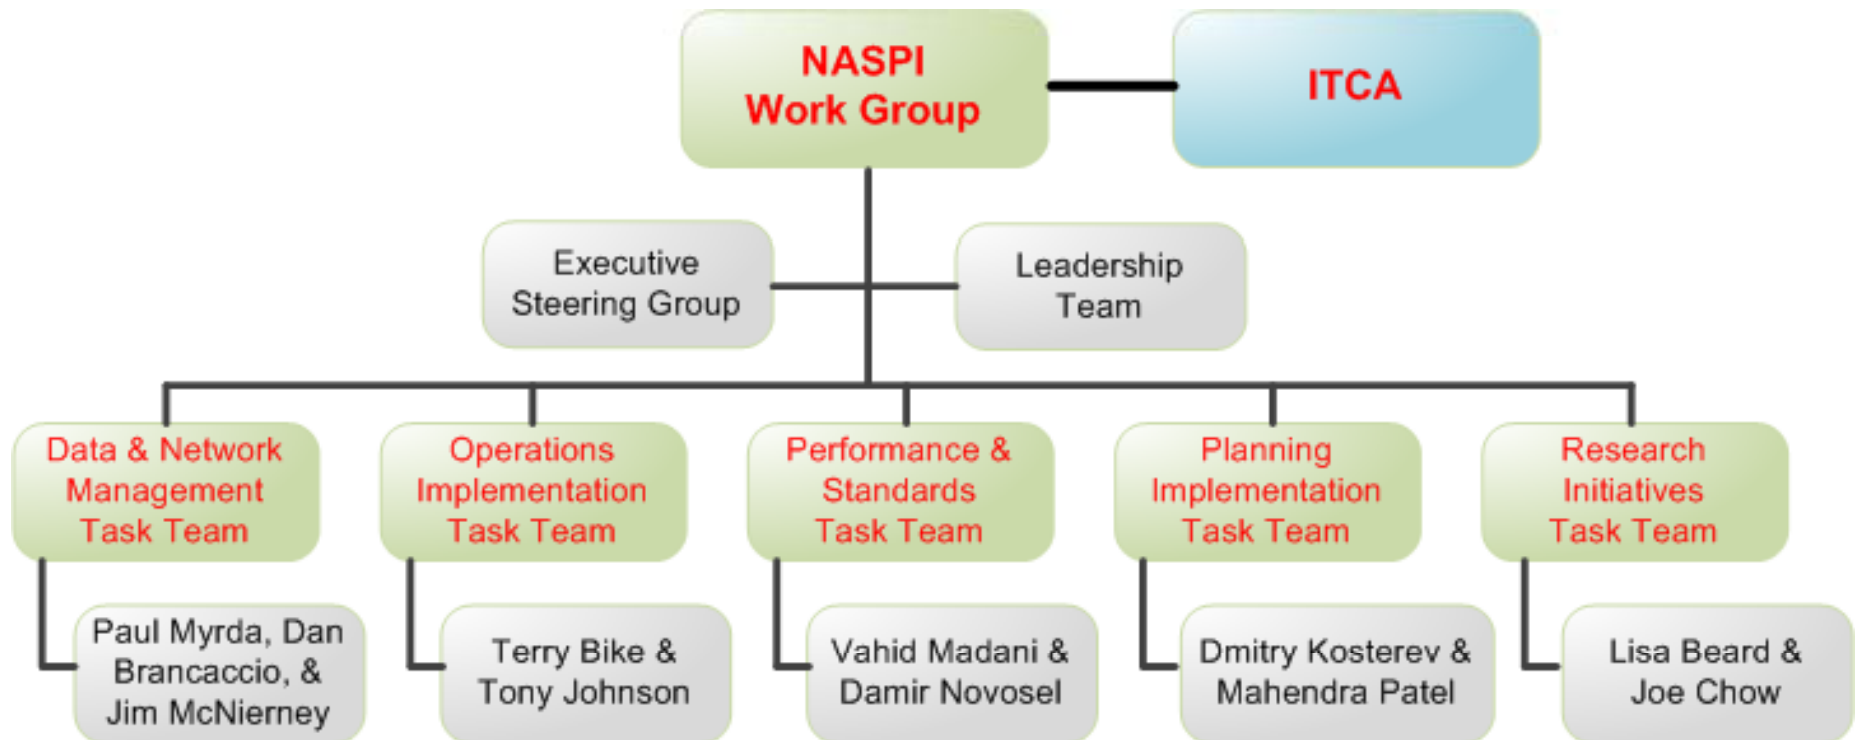 NASPI
Work Group
ITCA
Executive
Steering Group
Leadership
Team
Data & Network
Management
Task Team
Operations
Implementation
Task Team
Performance &
Standards
Task Team
Planning
Implementation
Task Team
Research
Initiatives
Task Team
Paul Myrda, Dan
Brancaccio, &
Jim McNierney
Terry Bike &
Tony Johnson
Vahid Madani &
Damir Novosel
Dmitry Kosterev &
Mahendra Patel
Lisa Beard &
Joe Chow